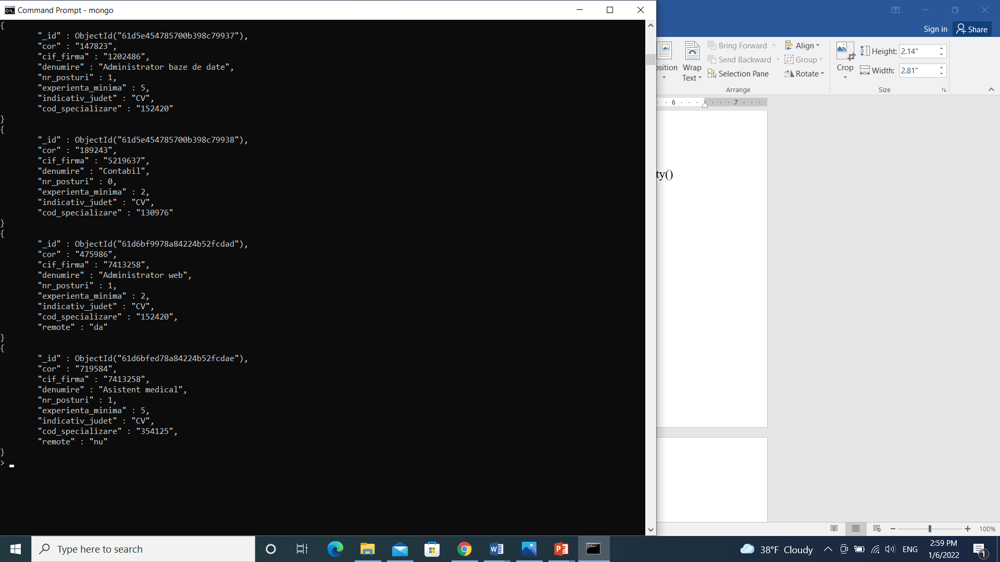 Command Prompt - mongo
{
"_id" : ObjectId("61d5e454785700b398c79937"),
"cor" : "147823",
"cif_firma" : "1202486",
"denumire" : "Administrator baze de date",
"nr_posturi" : 1,
"experienta_minima" : 5,
"indicativ_judet" : "CV",
"cod_specializare" : "152420"
}
{
"_id" : ObjectId("61d5e454785700b398c79938"),
"cor" : "189243",
"cif_firma" : "5219637",
"denumire" : "Contabil",
"nr_posturi" : 0,
"experienta_minima" : 2,
"indicativ_judet" : "CV",
"cod_specializare" : "130976"
}
{
"_id" : ObjectId("61d6bf9978a84224b52fcdad"),
"cor" : "475986",
"cif_firma" : "7413258",
"denumire" : "Administrator web",
"nr_posturi" : 1,
"experienta_minima" : 2,
"indicativ_judet" : "CV",
"cod_specializare" : "152420",
"remote" : "da"
}
{
"_id" : ObjectId("61d6bfed78a84224b52fcdae"),
"cor" : "719584",
"cif_firma" : "7413258",
"denumire" : "Asistent medical",
"nr_posturi" : 1,
"experienta_minima" : 5,
"indicativ_judet" : "CV",
"cod_specializare" : "354125",
"remote" : "nu"
}
>
Sign in Share
osition
Wrap
Text
Bring Forward
Send Backward
Selection Pane
Align
Group
Rotate
Arrange
Crop
Height: 2.14"
Width: 2.81"
Size
6 7
ty()
100%
Type here to search
38°F Cloudy
ENG
2:59 PM
1/6/2022
1